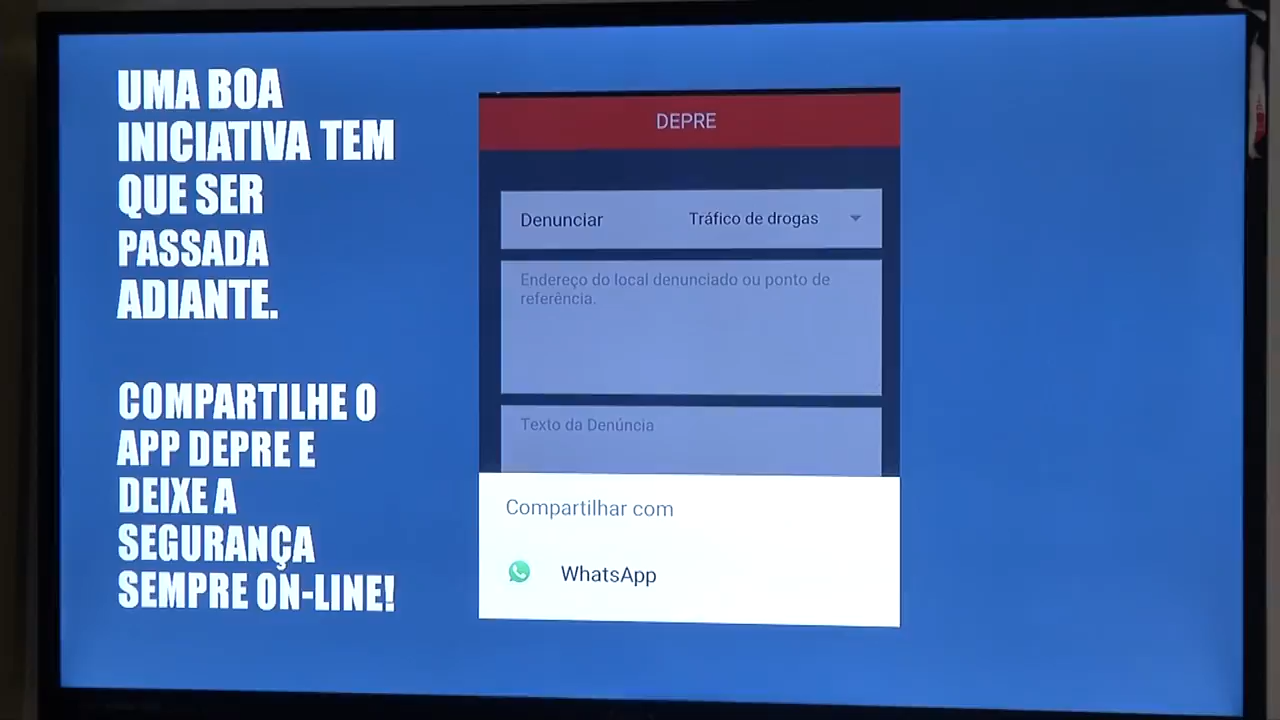 UMA BOA
INICIATIVA TEM
QUE SER
PASSADA
ADIANTE.
COMPARTILHE O
APP DEPRE E
DEIXE A
SEGURANÇA
SEMPRE ON-LINE!
DEPRE
Denunciar Tráfico de drogas
Endereço do local denunciado ou ponto de
referência.
Texto da Denúncia
Compartilhar com
WhatsApp